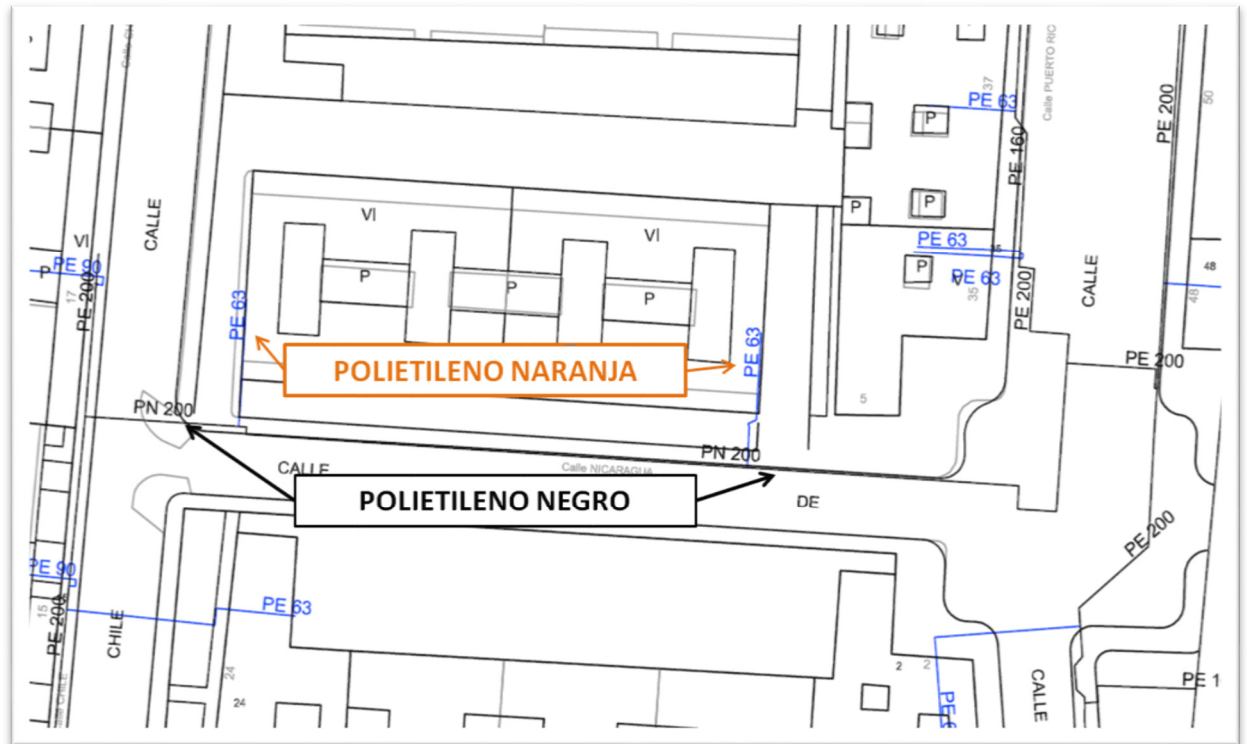 Calle PUERTO RIC
37
PE 63
P
PE 160
PE 200
50
CALLE
VI
VI
VI
P
P
P
PE 63
P
PE 63
35
CALLE
48
48
P
PE 90
17
PE 200
P
P
P
PE 63
PE 63
PE 200
PE 200
POLIETILENO NARANJA
5
PN 200
PN 200
CALLE
Calle NICARAGUA
POLIETILENO NEGRO
DE
PE 200
PE 90
15
PE 200
CHILE
PE 63
24
24
2
2
CALLE
PE 1